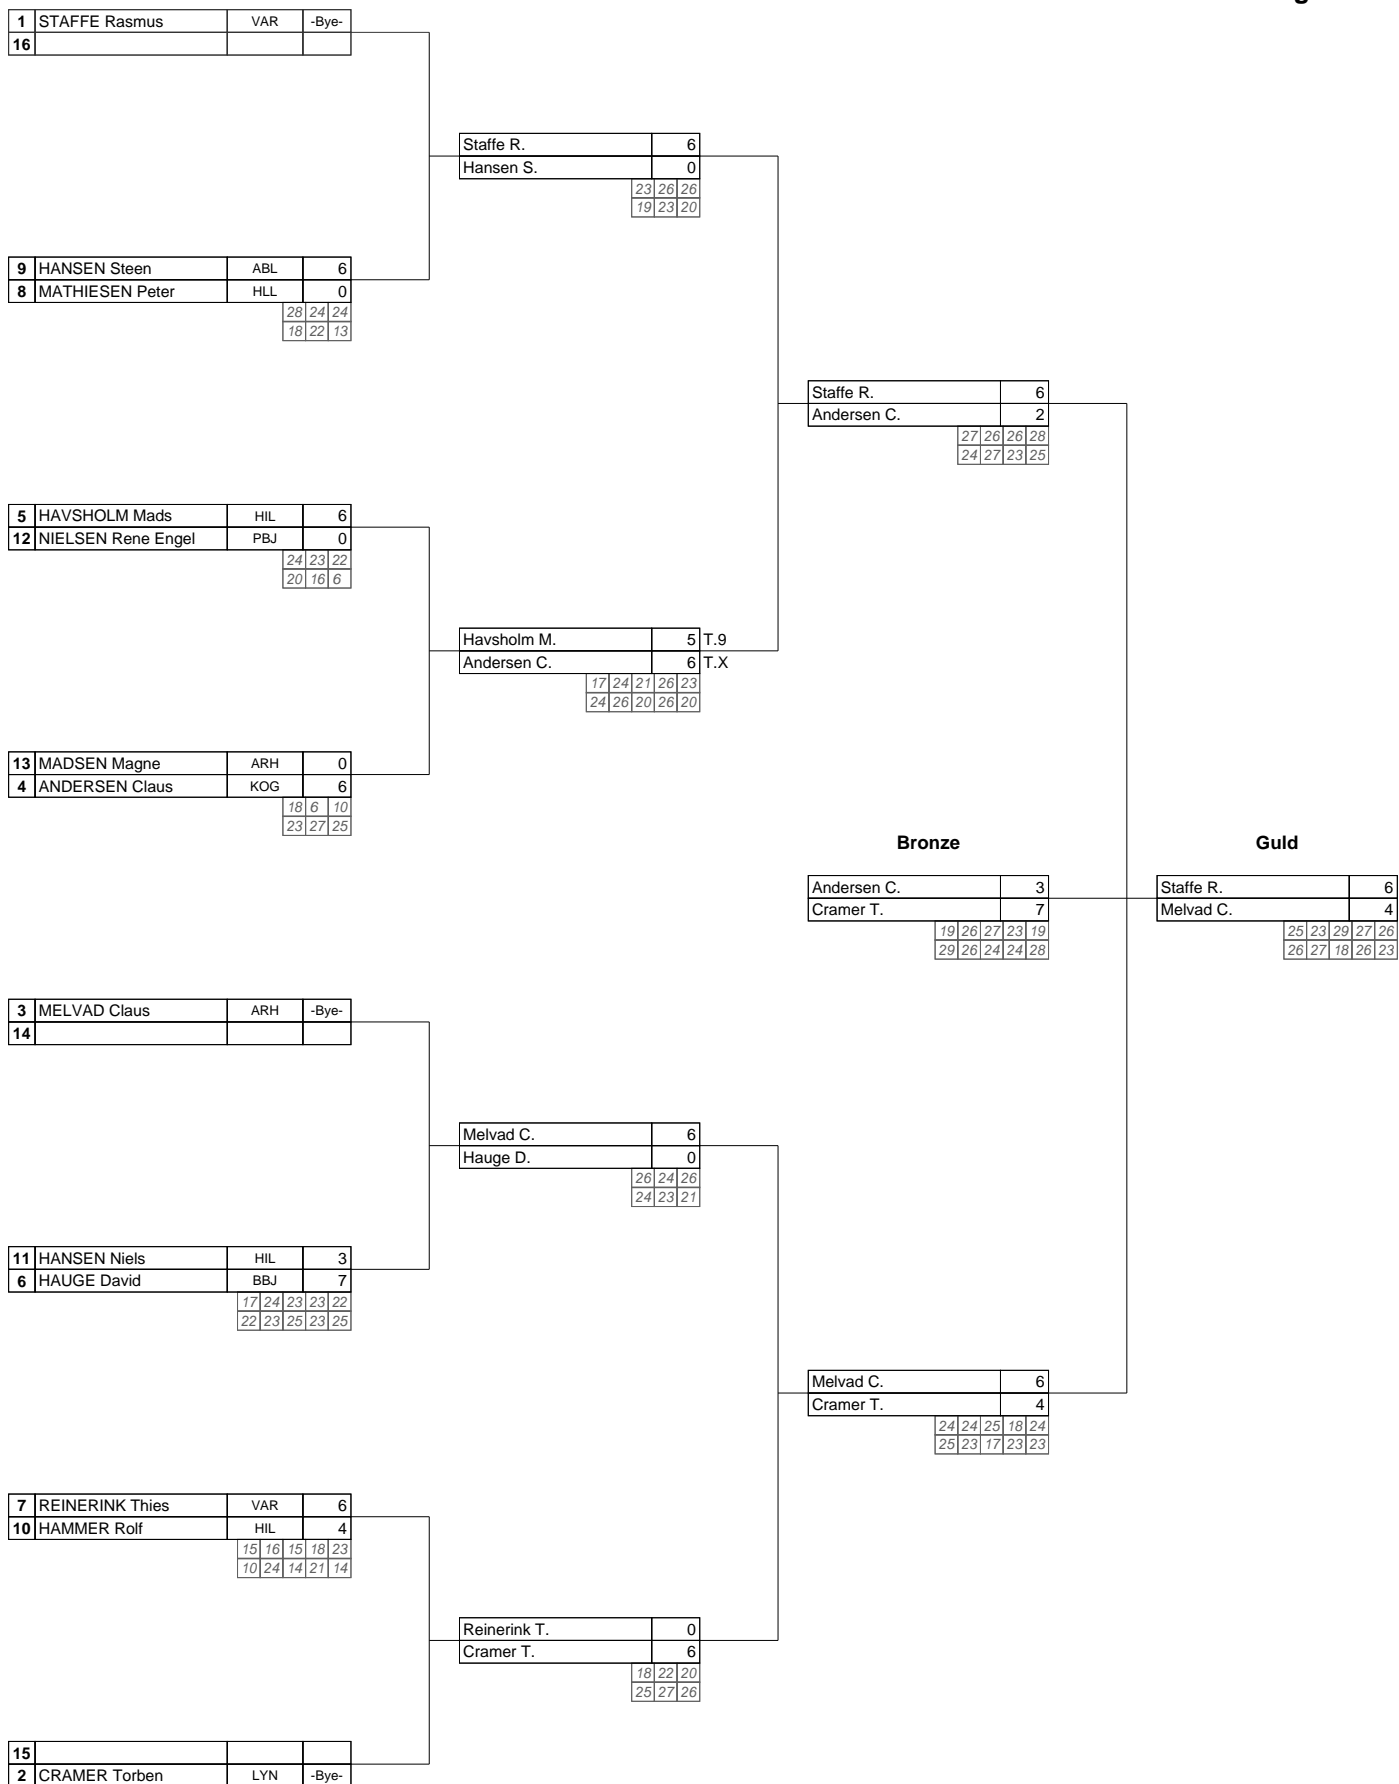 g
1 STAFFE Rasmus VAR -Bye-
16
Staffe R. 6
Hansen S. 0
23 26 26
19 23 20
9 HANSEN Steen ABL 6
8 MATHIESEN Peter HLL 0
28 24 24
18 22 13
Staffe R. 6
Andersen C. 2
27 26 26 28
24 27 23 25
5 HAVSHOLM Mads HIL 6
12 NIELSEN Rene Engel PBJ 0
24 23 22
20 16 6
Havsholm M. 5 T.9
Andersen C. 6 T.X
17 24 21 26 23
24 26 20 26 20
13 MADSEN Magne ARH 0
4 ANDERSEN Claus KOG 6
18 6 10
23 27 25
Bronze Guld
Andersen C. 3 Staffe R. 6
Cramer T. 7 Melvad C. 4
19 26 27 23 19 25 23 29 27 26
29 26 24 24 28 26 27 18 26 23
3 MELVAD Claus ARH -Bye-
14
Melvad C. 6
Hauge D. 0
26 24 26
24 23 21
11 HANSEN Niels HIL 3
6 HAUGE David BBJ 7
17 24 23 23 22
22 23 25 23 25
Melvad C. 6
Cramer T. 4
24 24 25 18 24
25 23 17 23 23
7 REINERINK Thies VAR 6
10 HAMMER Rolf HIL 4
15 16 15 18 23
10 24 14 21 14
Reinerink T. 0
Cramer T. 6
18 22 20
25 27 26
15
2 CRAMER Torben LYN -Bye-